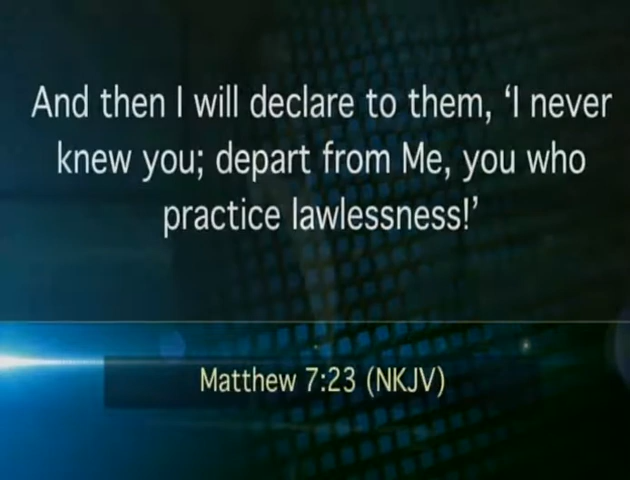 And then I will declare to them, ‘I never
knew you; depart from Me, you who
practice lawlessness!’
Matthew 7:23 (NKJV)